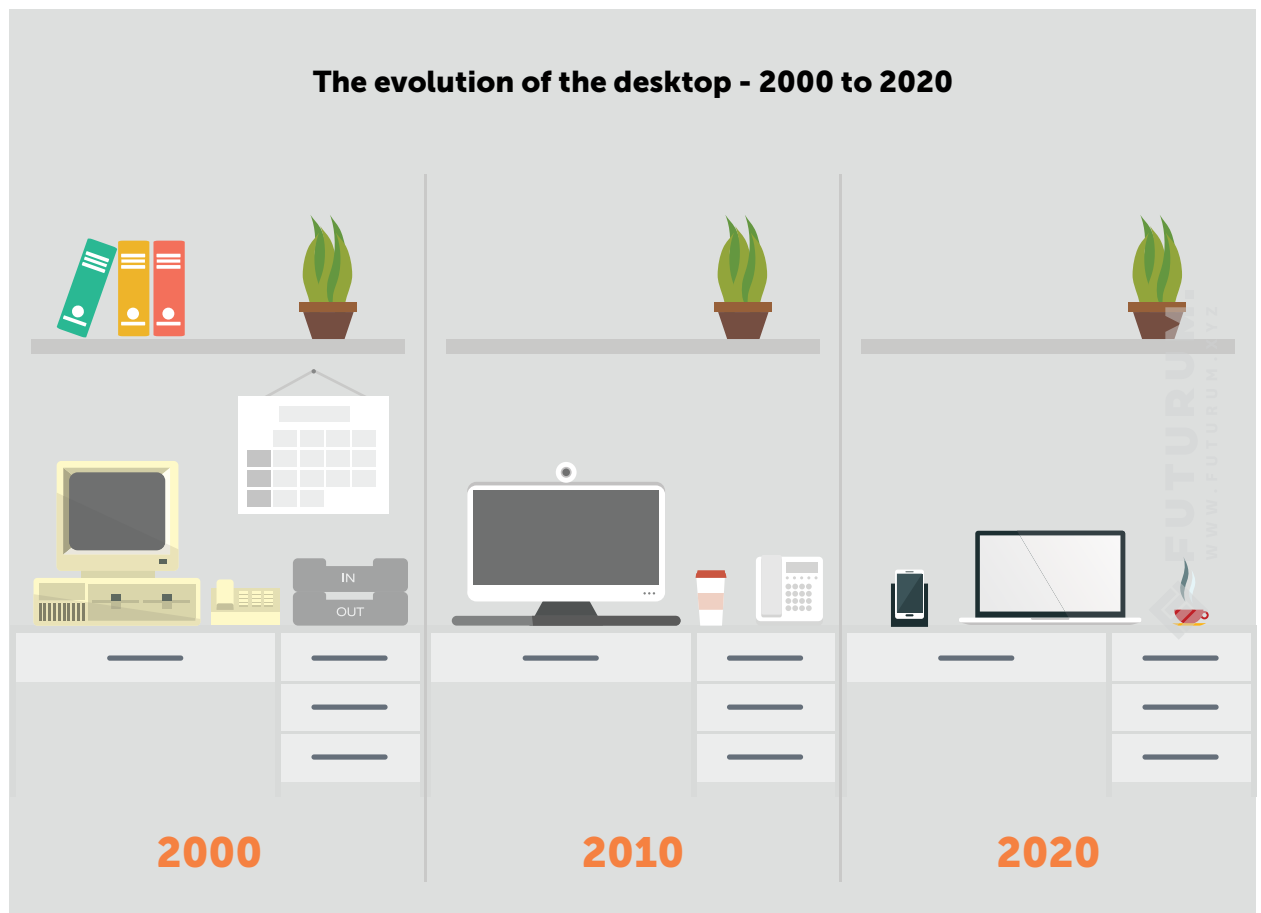 The evolution of the desktop - 2000 to 2020
IN
OUT
2000
2010
2020
FUTURUM
WWW.FUTURUM.XYZ